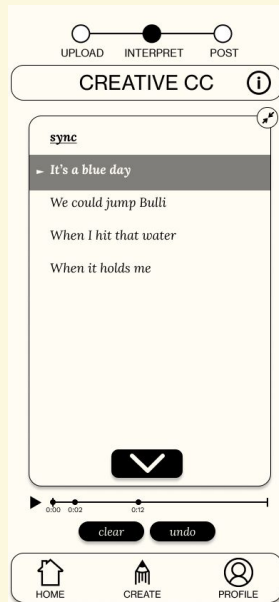 UPLOAD INTERPRET POST
CREATIVE CC i
sync
► It's a blue day
We could jump Bulli
When I hit that water
When it holds me
0:00 0:02 0:12
clear undo
HOME CREATE PROFILE